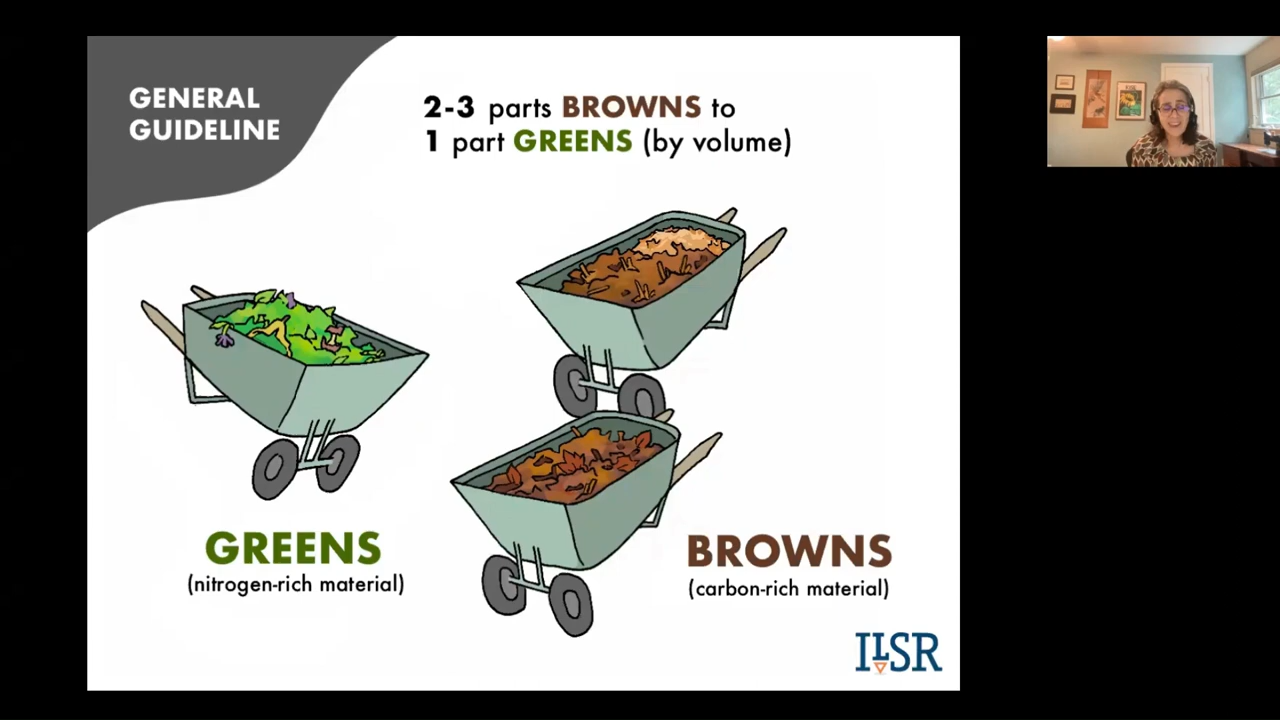 GENERAL
GUIDELINE
2-3 parts BROWNS to
1 part GREENS (by volume)
GREENS
(nitrogen-rich material)
BROWNS
(carbon-rich material)
ILSR